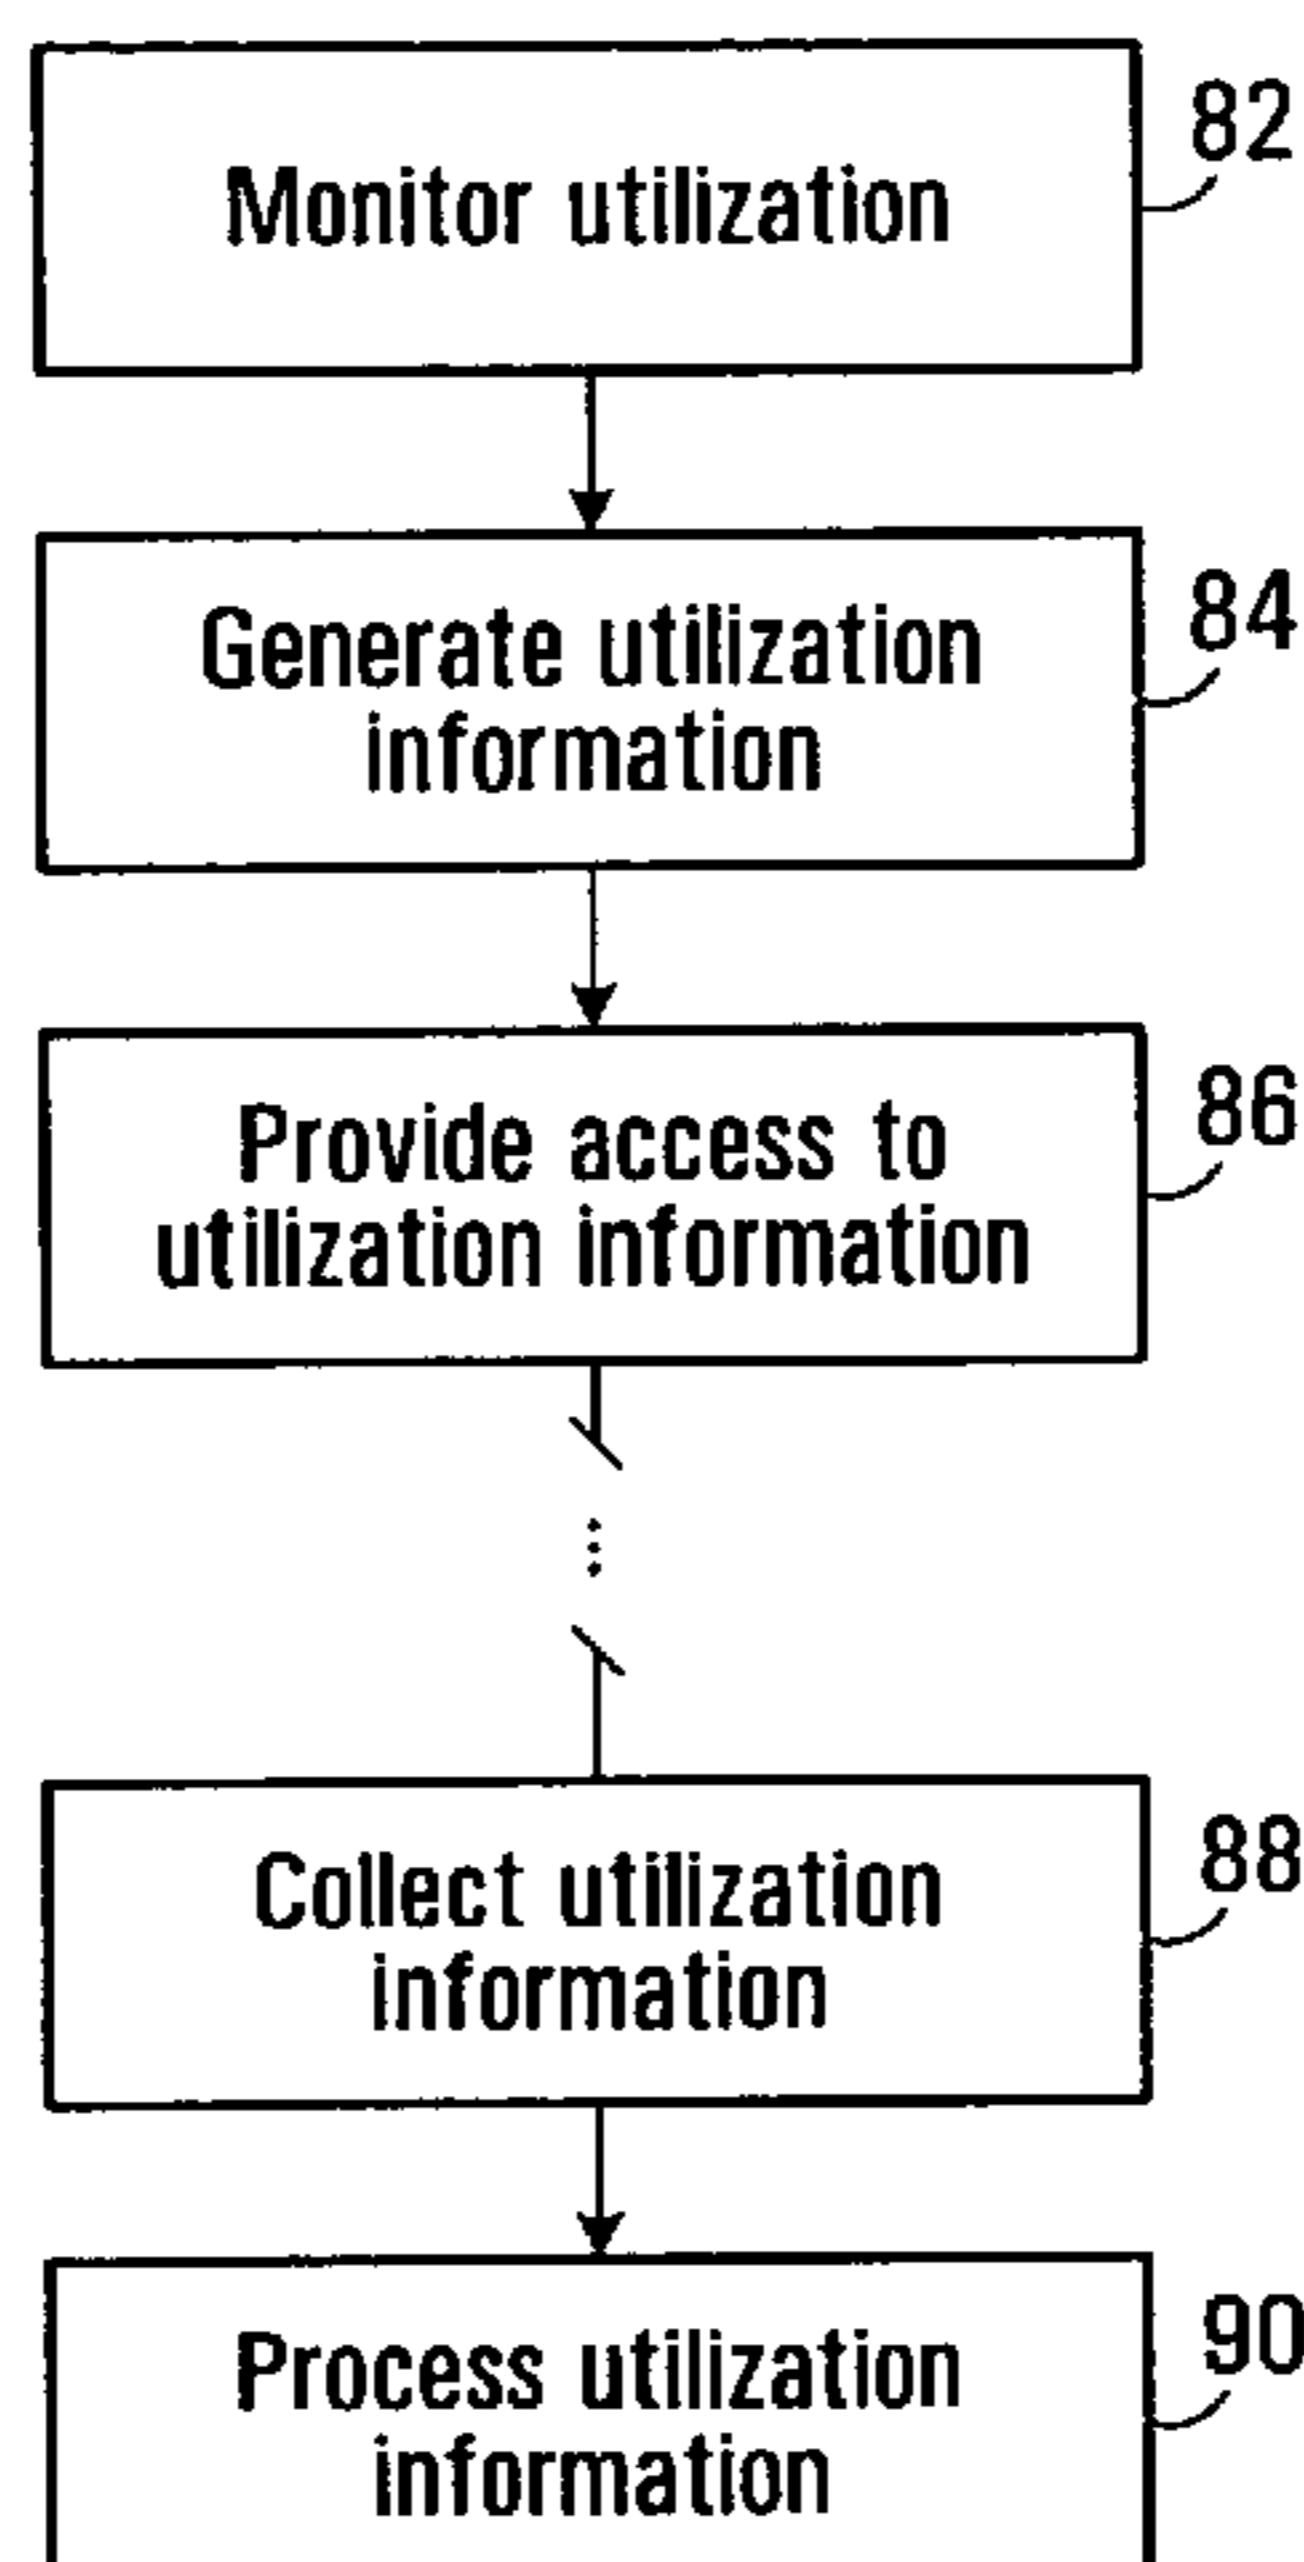 82
Monitor utilization
84
Generate utilization
information
86
Provide access to
utilization information
88
Collect utilization
information
90
Process utilization
information